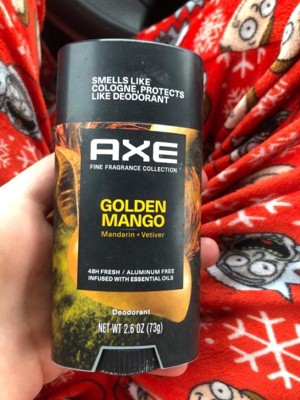 SMELLS LIKE
COLOGNE, PROTECTS
LIKE DEODORANT
AXE
FINE FRAGRANCE COLLECTION
GOLDEN
MANGO
Mandarin • Vetiver
48H FRESH / ALUMINUM FREE
INFUSED WITH ESSENTIAL OILS
Deodorant
NET WT 2.6 OZ (73g)